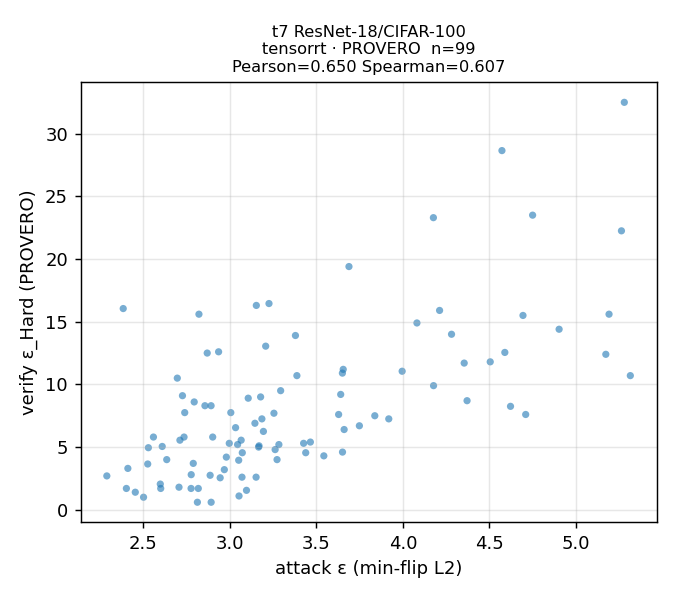 t7 ResNet-18/CIFAR-100
tensorrt · PROVERO  n=99
Pearson=0.650 Spearman=0.607
verify ε_Hard (PROVERO)
30
25
20
15
10
5
0
2.5 3.0 3.5 4.0 4.5 5.0
attack ε (min-flip L2)